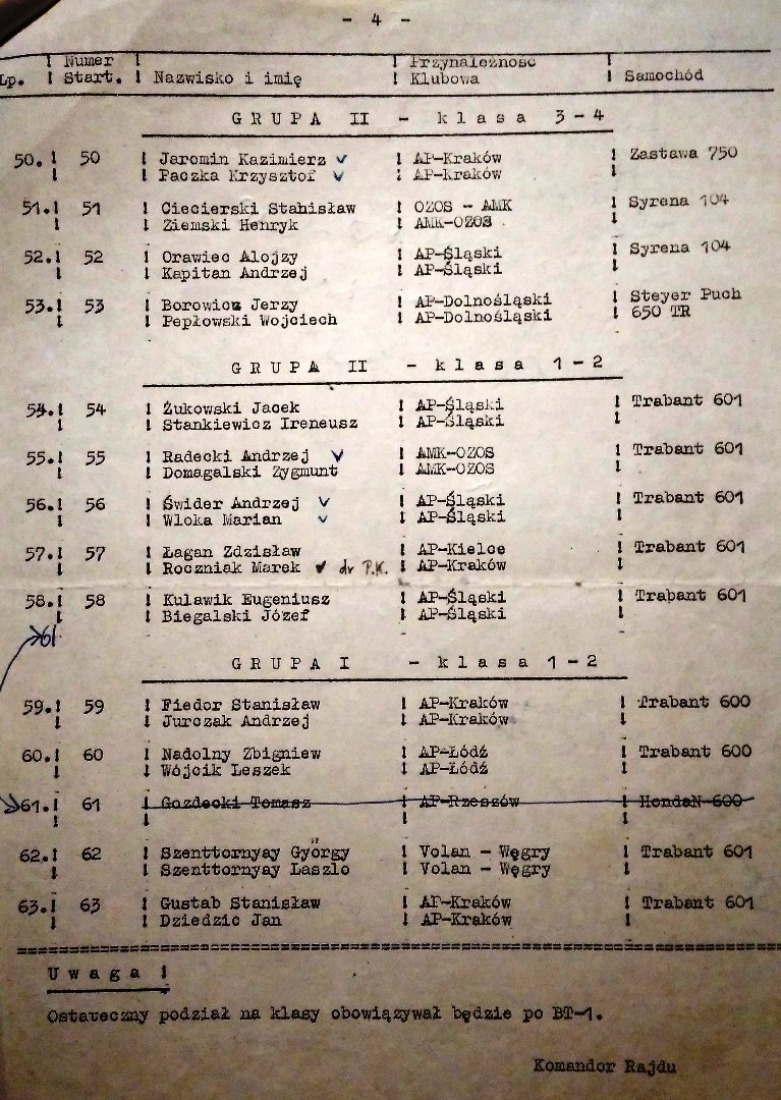 - 4 -
Lp. ! Numer Start. ! Nazwisko i imię ! Przynależność Klubowa ! Samochód
GRUPA II - klasa 3-4
50. ! 50 ! Jaromin Kazimierz ✓ ! AP-Kraków ! Zastawa 750
! ! Paczka Krzysztof ✓ ! AP-Kraków !
51. ! 51 ! Ciecierski Stanisław ! OZOS - AMK ! Syrena 104
! ! Ziemski Henryk ! AMK-OZOS !
52. ! 52 ! Orawiec Alojzy ! AP-Śląski ! Syrena 104
! ! Kapitan Andrzej ! AP-Śląski !
53. ! 53 ! Borowicz Jerzy ! AP-Dolnośląski ! Steyer Puch
! ! Pepłowski Wojciech ! AP-Dolnośląski ! 650 TR
GRUPA II - klasa 1-2
54. ! 54 ! Żukowski Jacek ! AP-Śląski ! Trabant 601
! ! Stankiewicz Ireneusz ! AP-Śląski !
55. ! 55 ! Radecki Andrzej ✓ ! AMK-OZOS ! Trabant 601
! ! Domagalski Zygmunt ! AMK-OZOS !
56. ! 56 ! Świder Andrzej ✓ ! AP-Śląski ! Trabant 601
! ! Wloka Marian ✓ ! AP-Śląski !
57. ! 57 ! Łagan Zdzisław ! AP-Kielce ! Trabant 601
! ! Roczniak Marek ✓ dr P.K. ! AP-Kraków !
58. ! 58 ! Kulawik Eugeniusz ! AP-Śląski ! Trabant 601
! ! Biegalski Józef ! AP-Śląski !
61
GRUPA I - klasa 1-2
59. ! 59 ! Fiedor Stanisław ! AP-Kraków ! Trabant 600
! ! Jurczak Andrzej ! AP-Kraków !
60. ! 60 ! Nadolny Zbigniew ! AP-Łódź ! Trabant 600
! ! Wójcik Leszek ! AP-Łódź !
61. ! 61 ! Gozdecki Tomasz ! AP-Rzeszów ! HondaN-600
62. ! 62 ! Szenttornyay György ! Volan - Węgry ! Trabant 601
! ! Szenttornyay Laszlo ! Volan - Węgry !
63. ! 63 ! Gustab Stanisław ! AP-Kraków ! Trabant 601
! ! Dziedzic Jan ! AP-Kraków !
Uwaga !
Ostateczny podział na klasy obowiązywał będzie po BT-1.
Komandor Rajdu